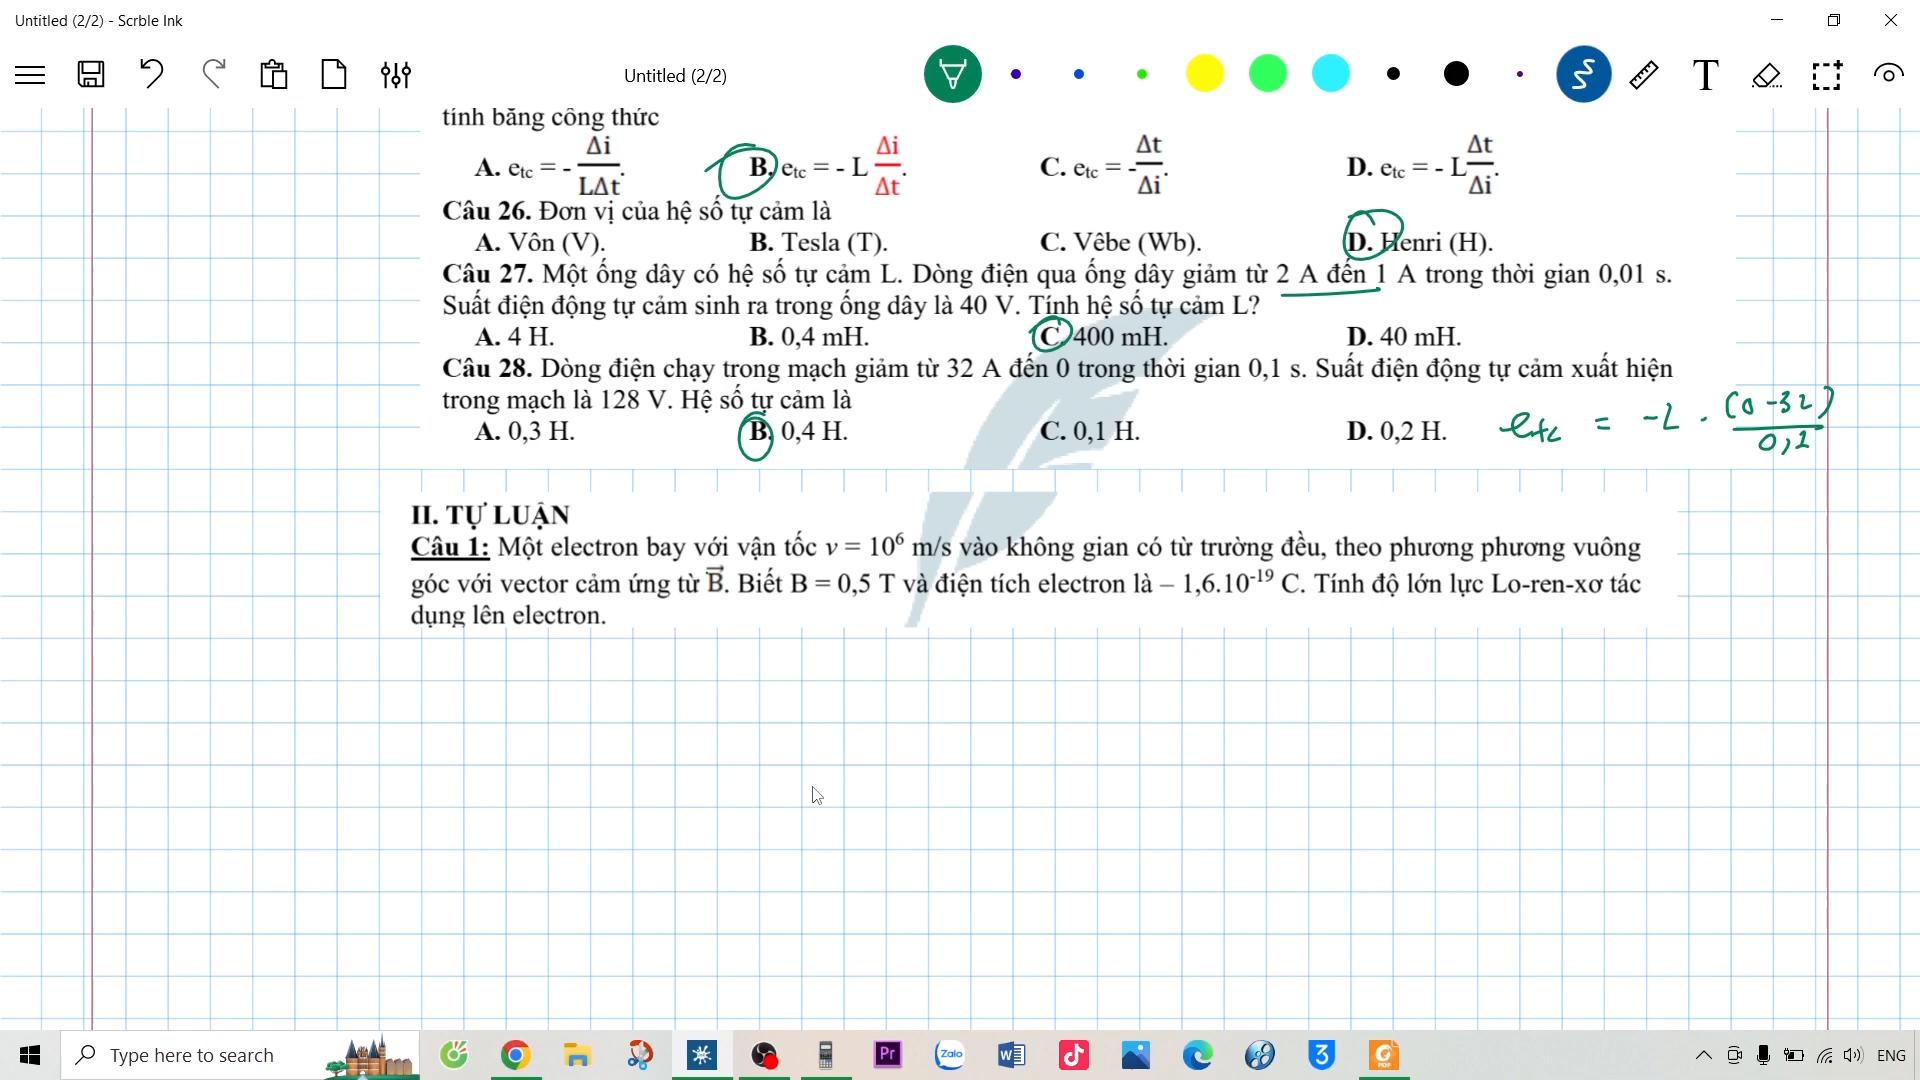 Untitled (2/2) - Scrble Ink
Untitled (2/2)
T
tính bằng công thức
A. etc = - Δi/LΔt. B. etc = - L Δi/Δt. C. etc = - Δt/Δi. D. etc = - L Δt/Δi.
Câu 26. Đơn vị của hệ số tự cảm là
A. Vôn (V). B. Tesla (T). C. Vêbe (Wb). D. Henri (H).
Câu 27. Một ống dây có hệ số tự cảm L. Dòng điện qua ống dây giảm từ 2 A đến 1 A trong thời gian 0,01 s.
Suất điện động tự cảm sinh ra trong ống dây là 40 V. Tính hệ số tự cảm L?
A. 4 H. B. 0,4 mH. C. 400 mH. D. 40 mH.
Câu 28. Dòng điện chạy trong mạch giảm từ 32 A đến 0 trong thời gian 0,1 s. Suất điện động tự cảm xuất hiện
trong mạch là 128 V. Hệ số tự cảm là
A. 0,3 H. B. 0,4 H. C. 0,1 H. D. 0,2 H. etc = -L . (0-32)/0,1
II. TỰ LUẬN
Câu 1: Một electron bay với vận tốc v = 10⁶ m/s vào không gian có từ trường đều, theo phương phương vuông
góc với vector cảm ứng từ B⃗. Biết B = 0,5 T và điện tích electron là – 1,6.10⁻¹⁹ C. Tính độ lớn lực Lo-ren-xơ tác
dụng lên electron.
Type here to search Pr Zalo W 3 PDF ENG